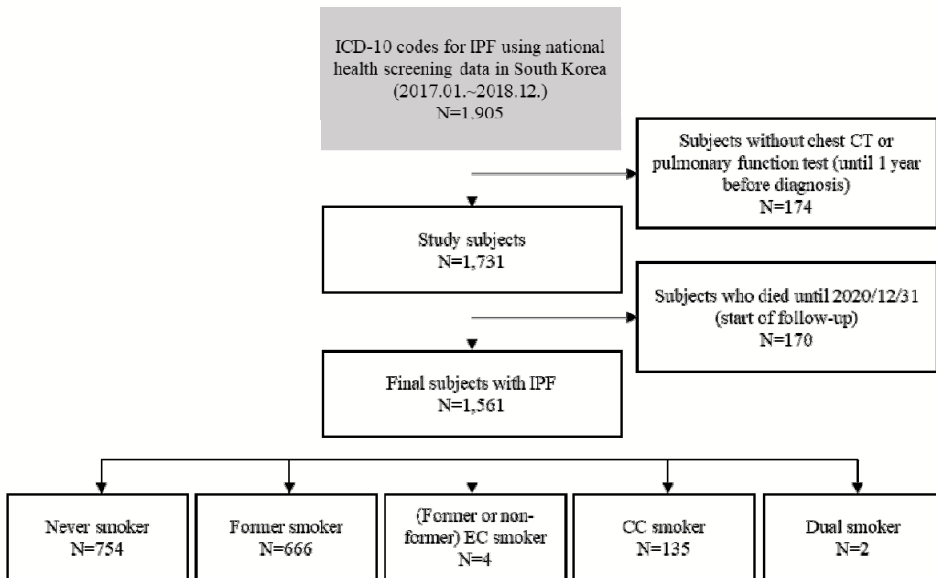 ICD-10 codes for IPF using national
health screening data in South Korea
(2017.01.~2018.12.)
N=1,905
Subjects without chest CT or
pulmonary function test (until 1 year
before diagnosis)
N=174
Study subjects
N=1,731
Subjects who died until 2020/12/31
(start of follow-up)
N=170
Final subjects with IPF
N=1,561
Never smoker
N=754
Former smoker
N=666
(Former or non-
former) EC smoker
N=4
CC smoker
N=135
Dual smoker
N=2